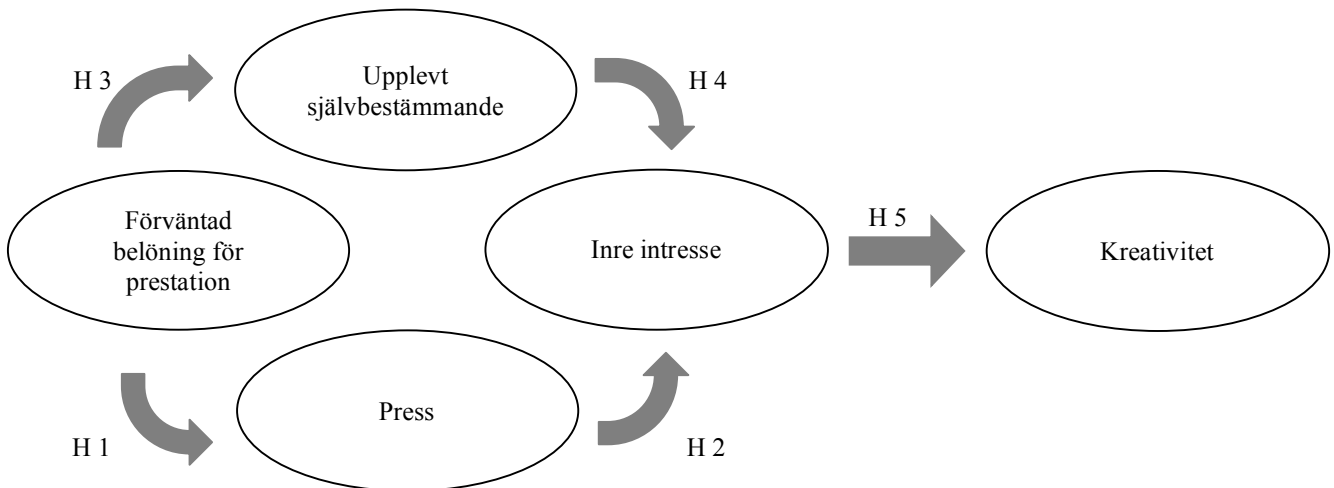 H 3
Upplevt
självbestämmande
H 4
Förväntad
belöning för
prestation
Inre intresse
H 5
Kreativitet
H 1
Press
H 2